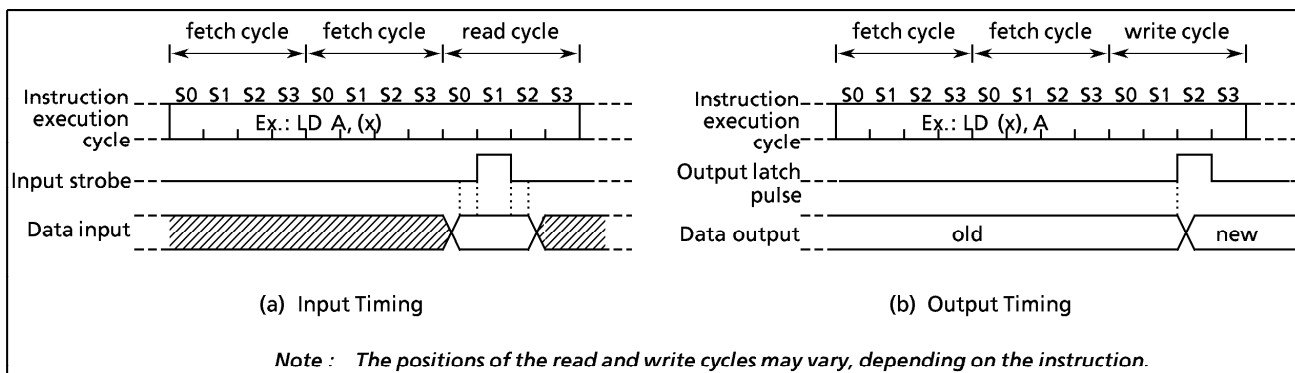 fetch cycle fetch cycle read cycle
S0 S1 S2 S3 S0 S1 S2 S3 S0 S1 S2 S3
Instruction
execution
cycle
Ex.: LD A, (x)
Input strobe
Data input
(a) Input Timing
fetch cycle fetch cycle write cycle
S0 S1 S2 S3 S0 S1 S2 S3 S0 S1 S2 S3
Instruction
execution
cycle
Ex.: LD (x), A
Output latch
pulse
Data output
old
new
(b) Output Timing
Note : The positions of the read and write cycles may vary, depending on the instruction.